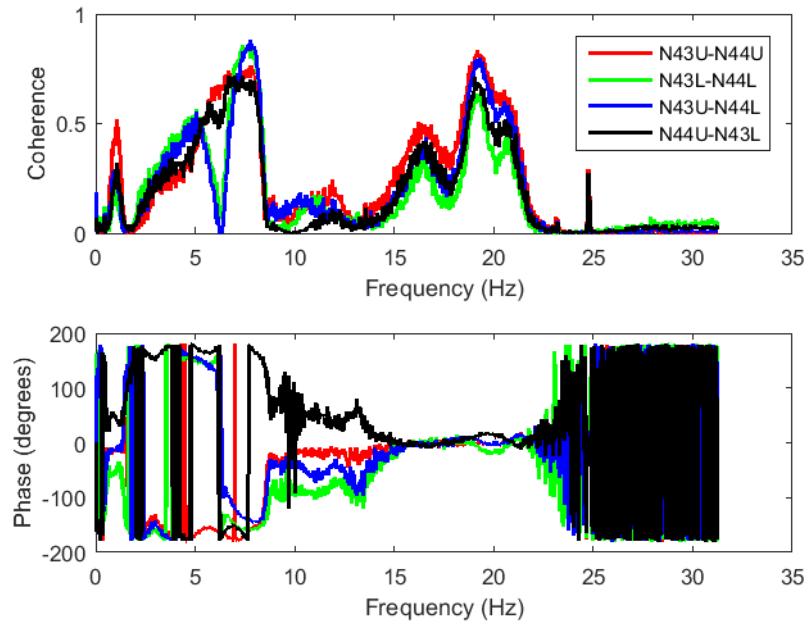 1
0.5
0
Coherence
0 5 10 15 20 25 30 35
Frequency (Hz)
N43U-N44U
N43L-N44L
N43U-N44L
N44U-N43L
200
100
0
-100
-200
Phase (degrees)
0 5 10 15 20 25 30 35
Frequency (Hz)